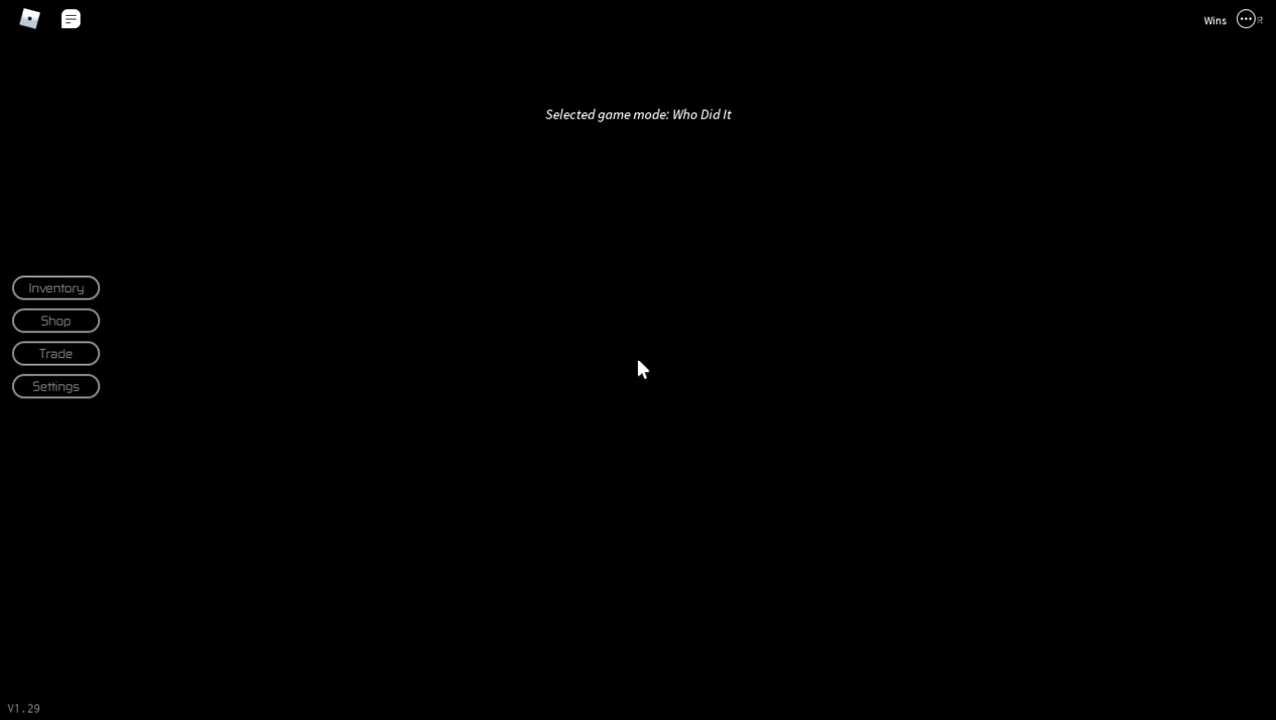 Wins
Selected game mode: Who Did It
Inventory
Shop
Trade
Settings
V1.29